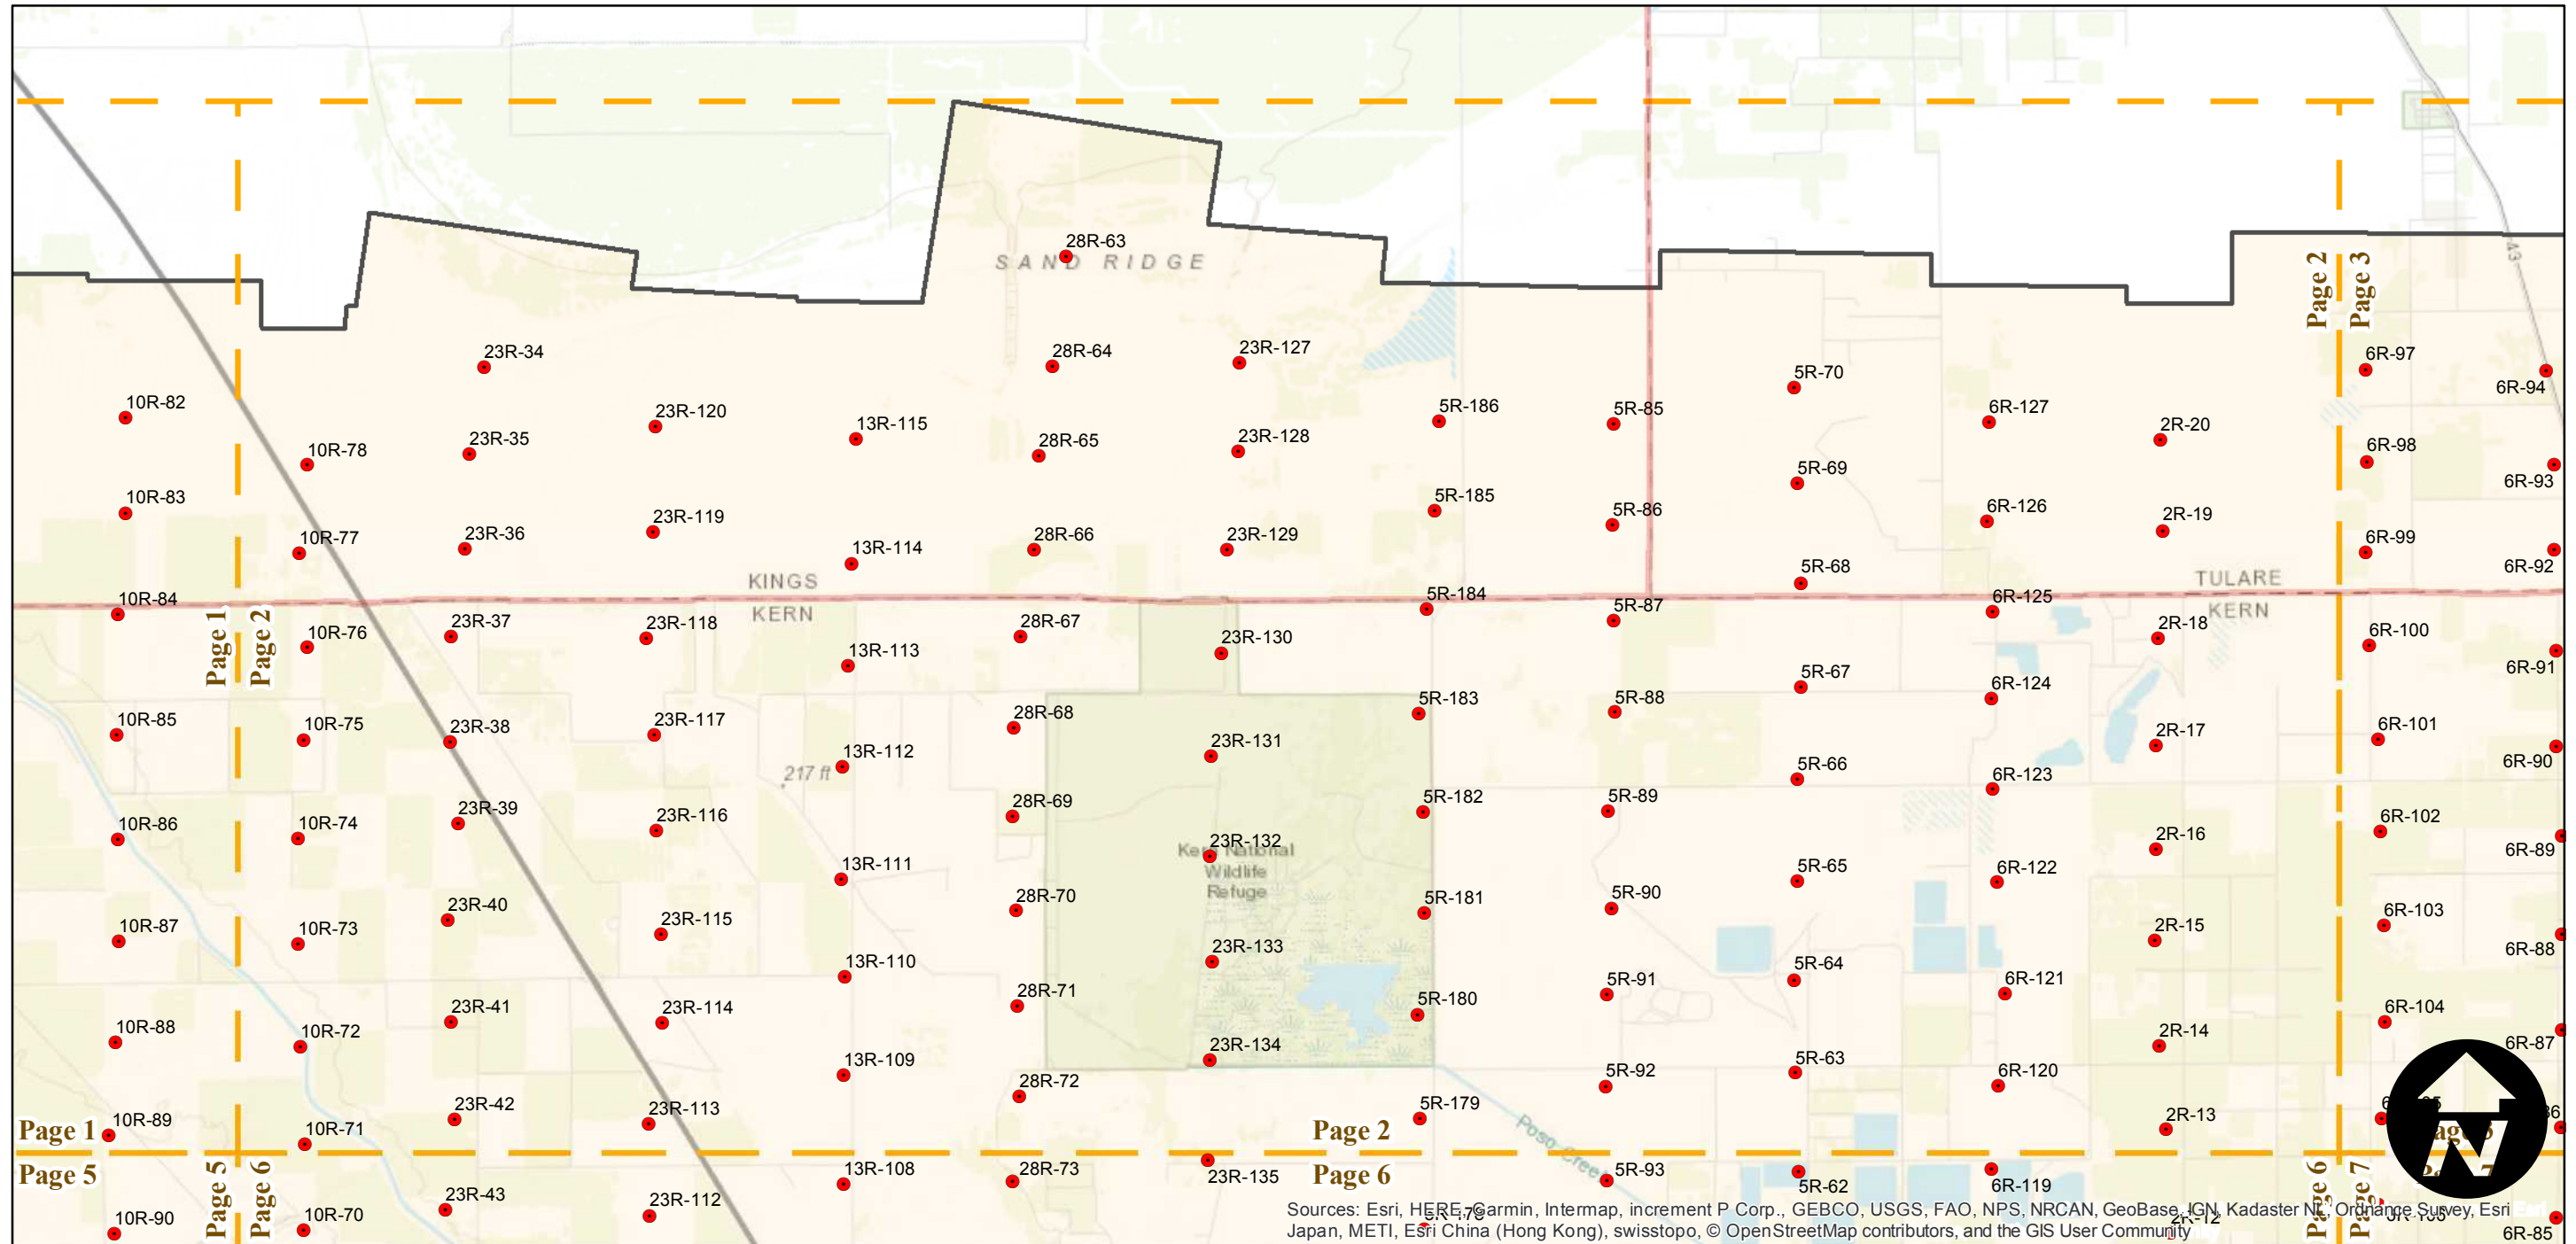 28R-63
SAND RIDGE
43
Page 2
Page 3
23R-34
28R-64
23R-127
5R-70
6R-97
6R-94
10R-82
23R-120
13R-115
5R-186
5R-85
6R-127
2R-20
10R-78
23R-35
28R-65
23R-128
5R-69
6R-98
6R-93
10R-83
23R-119
5R-185
5R-86
6R-126
2R-19
10R-77
23R-36
13R-114
28R-66
23R-129
5R-68
6R-99
6R-92
KINGS
KERN
TULARE
KERN
10R-84
5R-184
5R-87
6R-125
Page 1
Page 2
10R-76
23R-37
23R-118
13R-113
28R-67
23R-130
2R-18
6R-100
6R-91
10R-85
10R-75
23R-38
23R-117
28R-68
5R-183
5R-88
5R-67
6R-124
2R-17
6R-101
6R-90
217 ft
13R-112
23R-131
5R-66
6R-123
10R-86
10R-74
23R-39
23R-116
28R-69
5R-182
5R-89
2R-16
6R-102
6R-89
23R-132
Kern National
Wildlife
Refuge
13R-111
5R-65
6R-122
10R-87
10R-73
23R-40
23R-115
28R-70
5R-181
5R-90
2R-15
6R-103
6R-88
13R-110
23R-133
5R-64
6R-121
10R-88
10R-72
23R-41
23R-114
28R-71
5R-180
5R-91
2R-14
6R-104
6R-87
13R-109
23R-134
5R-63
6R-120
23R-42
23R-113
28R-72
5R-179
5R-92
2R-13
10R-89
10R-71
Page 1
Page 2
N
Page 5
Page 6
Poso Creek
Page 5
Page 6
Page 6
Page 7
13R-108
28R-73
23R-135
5R-93
5R-62
6R-119
10R-90
10R-70
23R-43
23R-112
2R-12
6R-85
Sources: Esri, HERE, Garmin, Intermap, increment P Corp., GEBCO, USGS, FAO, NPS, NRCAN, GeoBase, IGN, Kadaster NL, Ordnance Survey, Esri
Japan, METI, Esri China (Hong Kong), swisstopo, © OpenStreetMap contributors, and the GIS User Community